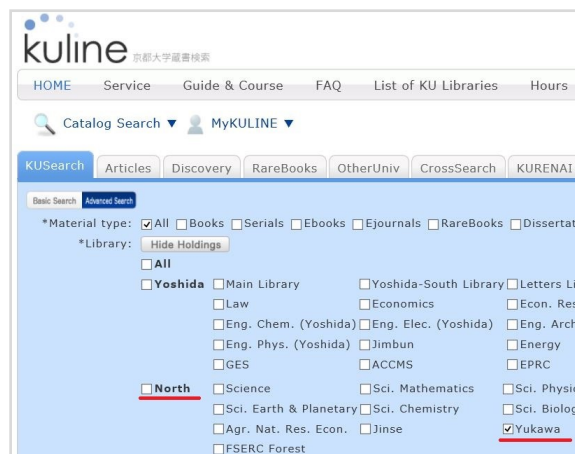 kuline 京都大学蔵書検索
HOME Service Guide & Course FAQ List of KU Libraries Hours
Catalog Search ▼ MyKULINE ▼
KUSearch Articles Discovery RareBooks OtherUniv CrossSearch KURENAI
Basic Search Advanced Search
*Material type: All Books Serials Ebooks Ejournals RareBooks Dissertat
*Library: Hide Holdings
All
Yoshida Main Library Yoshida-South Library Letters Li
Law Economics Econ. Res
Eng. Chem. (Yoshida) Eng. Elec. (Yoshida) Eng. Arch
Eng. Phys. (Yoshida) Jimbun Energy
GES ACCMS EPRC
North Science Sci. Mathematics Sci. Physic
Sci. Earth & Planetary Sci. Chemistry Sci. Biolog
Agr. Nat. Res. Econ. Jinse Yukawa
FSERC Forest